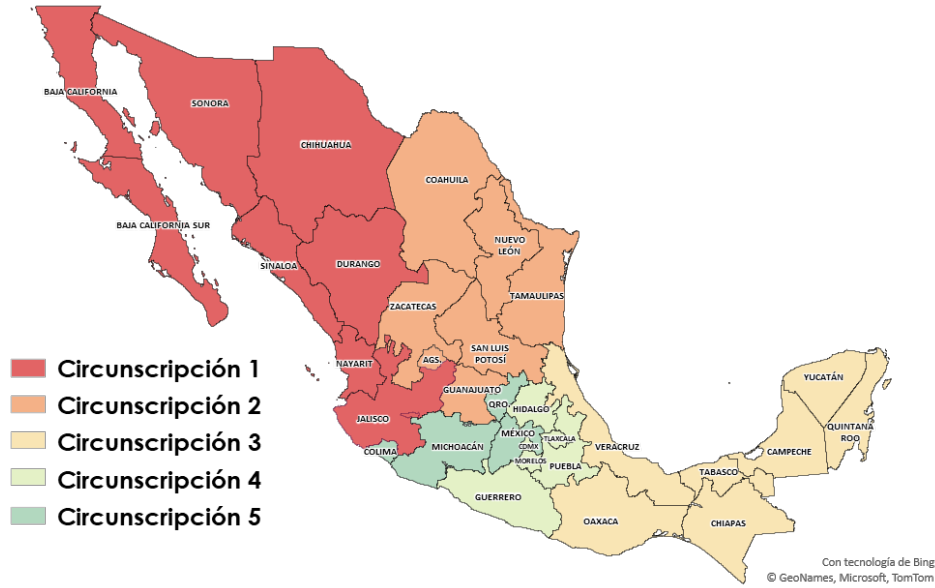 BAJA CALIFORNIA
SONORA
CHIHUAHUA
COAHUILA
BAJA CALIFORNIA SUR
NUEVO
LEÓN
SINALOA
DURANGO
TAMAULIPAS
ZACATECAS
SAN LUIS
POTOSÍ
NAYARIT
AGS.
GUANAJUATO
QRO.
HIDALGO
JALISCO
COLIMA
MICHOACÁN
MÉXICO
CDMX
TLAXCALA
MORELOS
PUEBLA
VERACRUZ
GUERRERO
OAXACA
TABASCO
CHIAPAS
CAMPECHE
YUCATÁN
QUINTANA
ROO
Circunscripción 1
Circunscripción 2
Circunscripción 3
Circunscripción 4
Circunscripción 5
Con tecnología de Bing
© GeoNames, Microsoft, TomTom